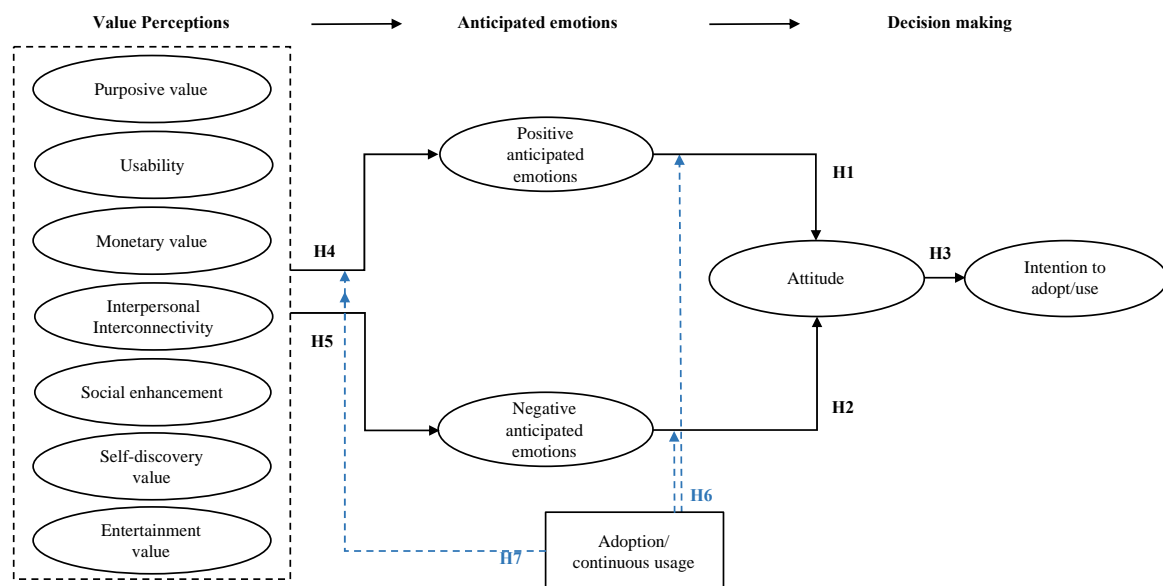 Value Perceptions
Anticipated emotions
Decision making
Purposive value
Usability
Monetary value
Interpersonal
Interconnectivity
Social enhancement
Self-discovery
value
Entertainment
value
H4
H5
Positive
anticipated
emotions
Negative
anticipated
emotions
H1
H2
H3
Attitude
Intention to
adopt/use
H6
H7
Adoption/
continuous usage